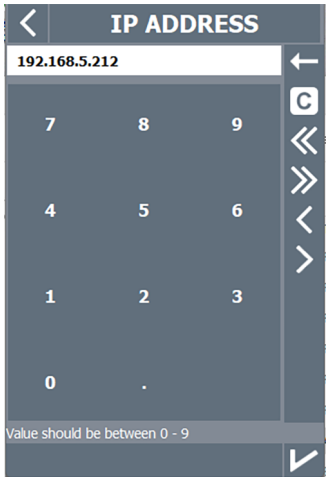 IP ADDRESS
192.168.5.212
C
7 8 9
4 5 6
1 2 3
0 .
Value should be between 0 - 9